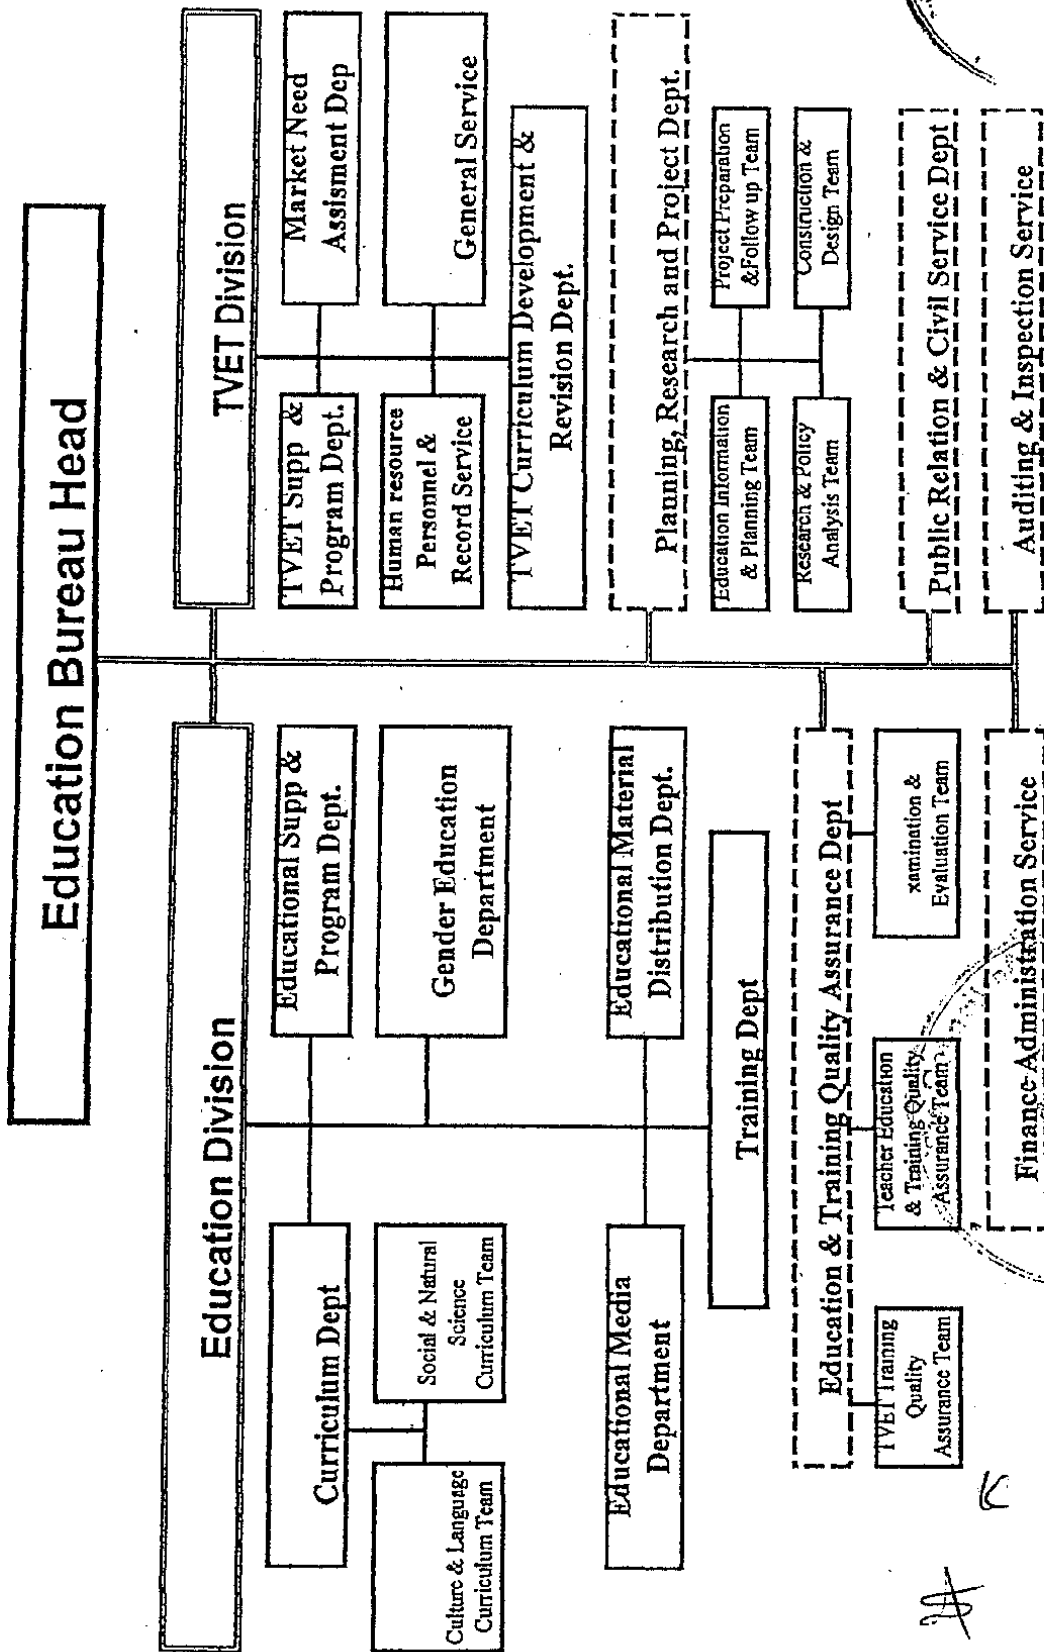 Education Bureau Head
Education Division
TVET Division
Curriculum Dept
Educational Supp &
Program Dept.
TVET Supp &
Program Dept.
Market Need
Assisment Dep
Culture & Language
Curriculum Team
Social & Natural
Science
Curriculum Team
Gender Education
Department
Human resource
Personnel &
Record Service
General Service
TVET Curriculum Development &
Revision Dept.
Educational Media
Department
Educational Material
Distribution Dept.
Planning, Research and Project Dept.
Training Dept
Education Information
& Planning Team
Project Preparation
&Follow up Team
Research & Policy
Analysis Team
Construction &
Design Team
Education & Training Quality Assurance Dept
TVET Training
Quality
Assurance Team
Teacher Education
& Training Quality
Assurance Team
xamination &
Evaluation Team
Public Relation & Civil Service Dept
Finance Administration Service
Auditing & Inspection Service